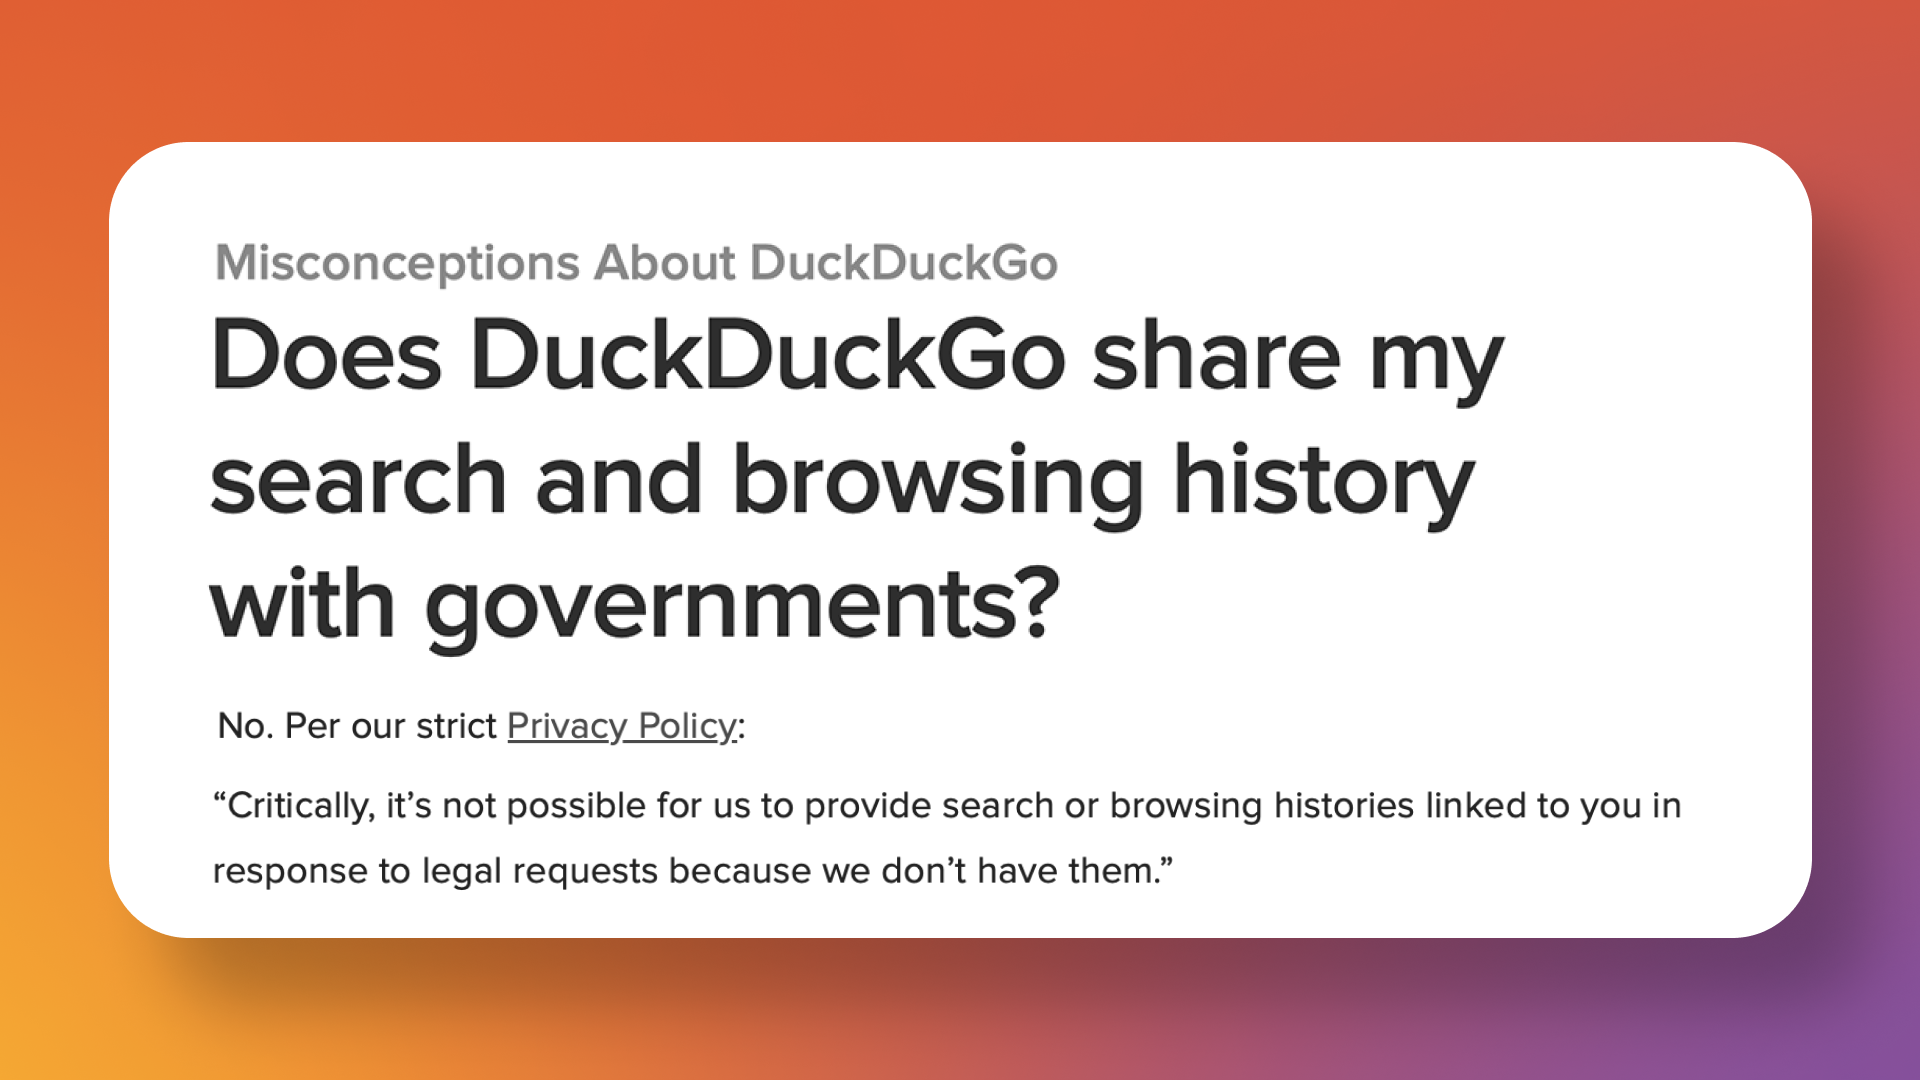 Misconceptions About DuckDuckGo
Does DuckDuckGo share my
search and browsing history
with governments?
No. Per our strict Privacy Policy:
“Critically, it’s not possible for us to provide search or browsing histories linked to you in
response to legal requests because we don’t have them.”